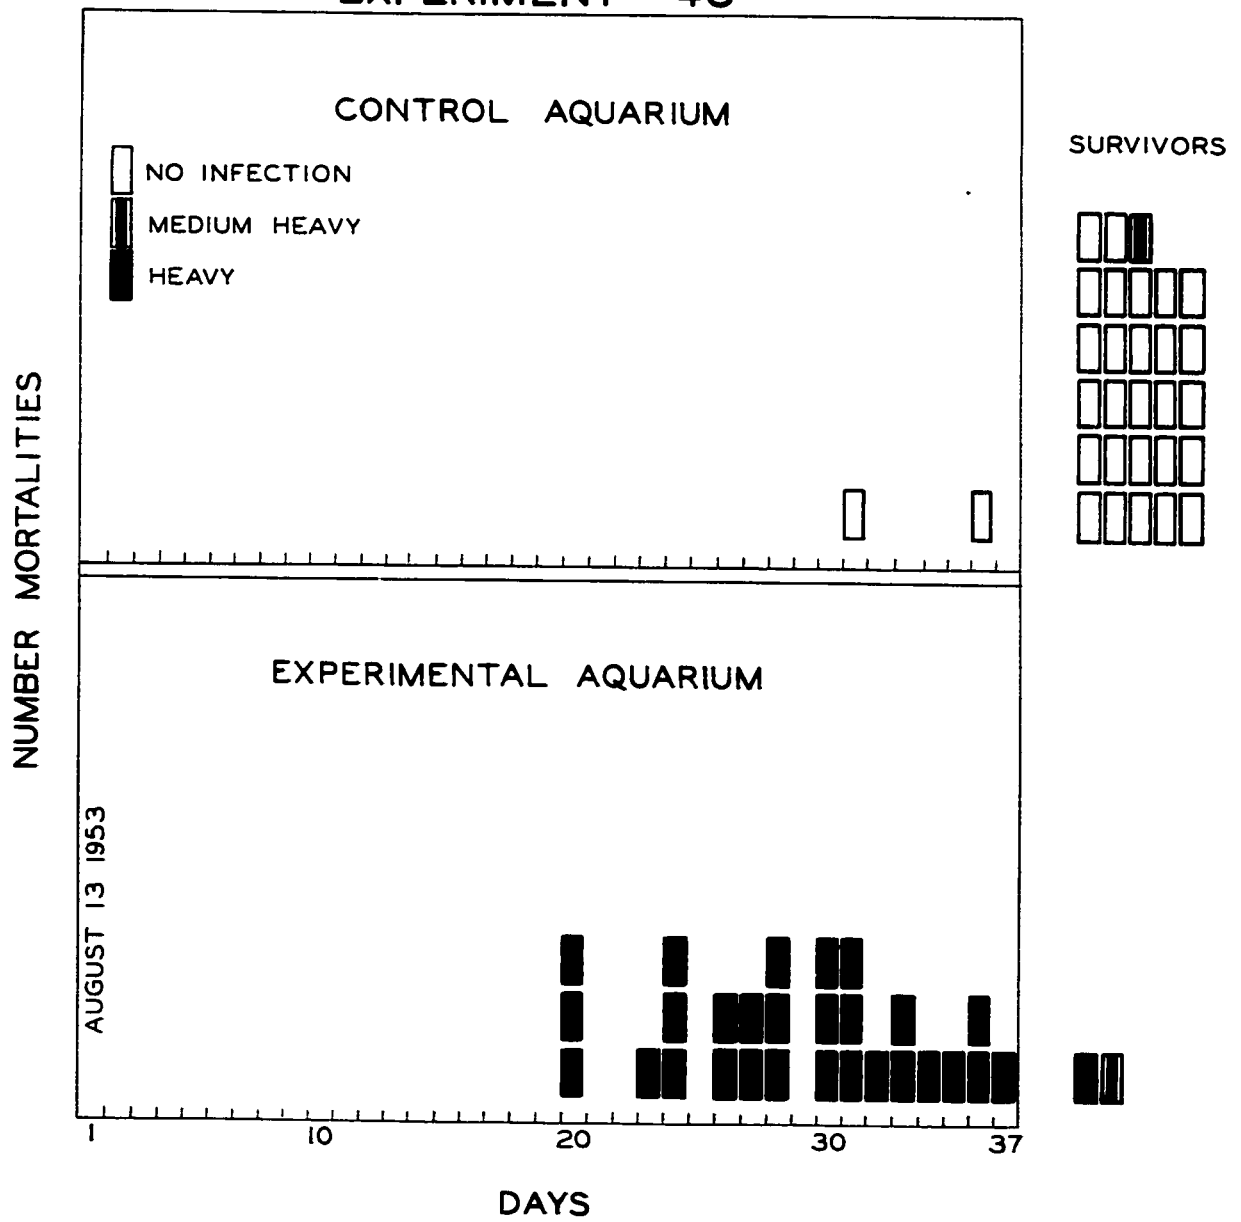 CONTROL AQUARIUM
SURVIVORS
NO INFECTION
MEDIUM HEAVY
HEAVY
NUMBER MORTALITIES
EXPERIMENTAL AQUARIUM
AUGUST 13 1953
1 10 20 30 37
DAYS